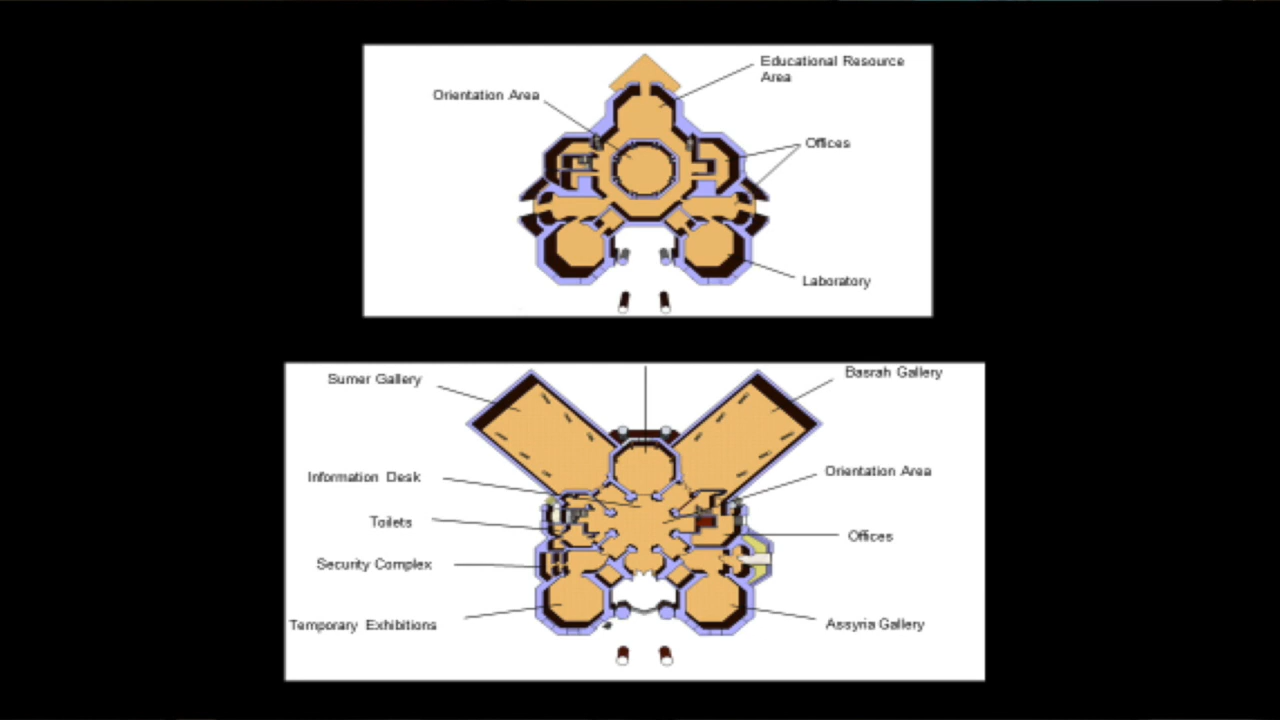 Educational Resource
Area
Orientation Area
Offices
Laboratory
Sumer Gallery
Basrah Gallery
Information Desk
Orientation Area
Toilets
Offices
Security Complex
Temporary Exhibitions
Assyria Gallery